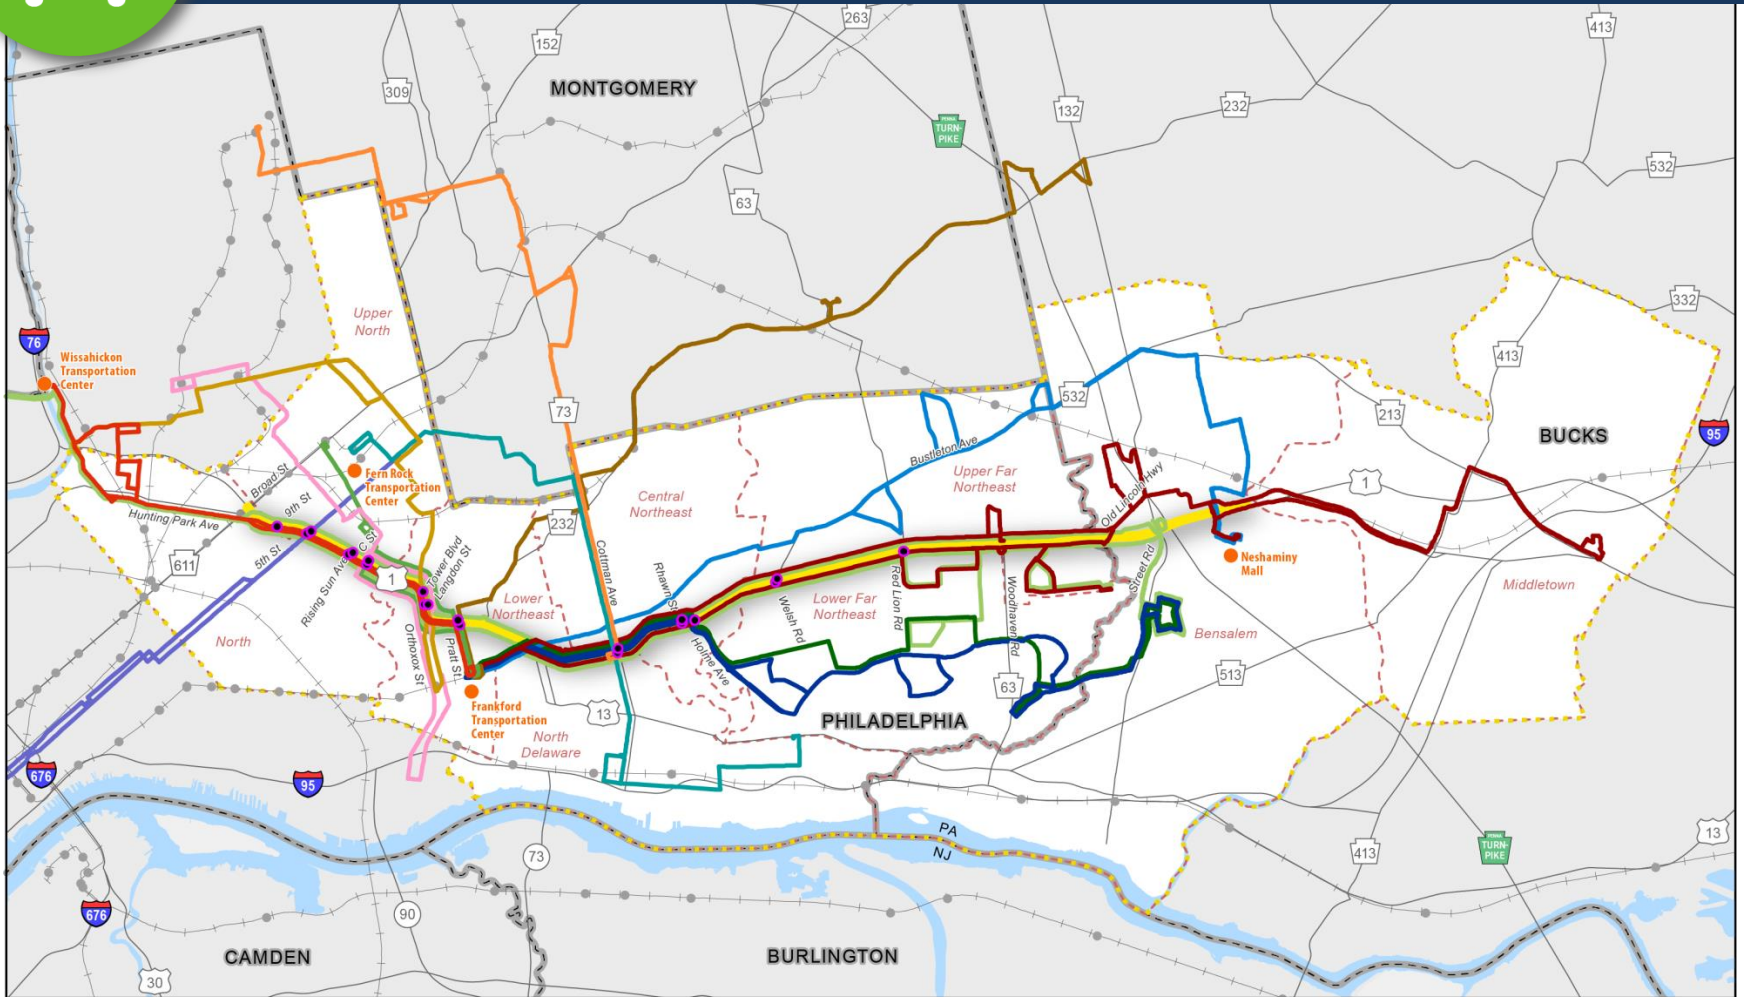 263
413
152
MONTGOMERY
309
132
232
PENNA
TURN-
PIKE
532
63
332
Upper
North
76
Wissahickon
Transportation
Center
413
532
213
73
BUCKS
95
Bustleton Ave
Broad St
Fern Rock
Transportation
Center
Upper Far
Northeast
Central
Northeast
Old Lincoln Hwy
1
9th St
Hunting Park Ave
232
5th St
611
C St
Rising Sun Ave
1
Tower Blvd
Langdon St
Cottman Ave
Neshaminy
Mall
Rhawn St
Red Lion Rd
Woodhaven Rd
Street Rd
Middletown
Lower
Northeast
Welsh Rd
Lower Far
Northeast
North
Orthoxox St
Pratt St
Holme Ave
Bensalem
513
63
Frankford
Transportation
Center
13
PHILADELPHIA
North
Delaware
676
95
PA
NJ
13
73
413
PENNA
TURN-
PIKE
676
90
CAMDEN
BURLINGTON
30